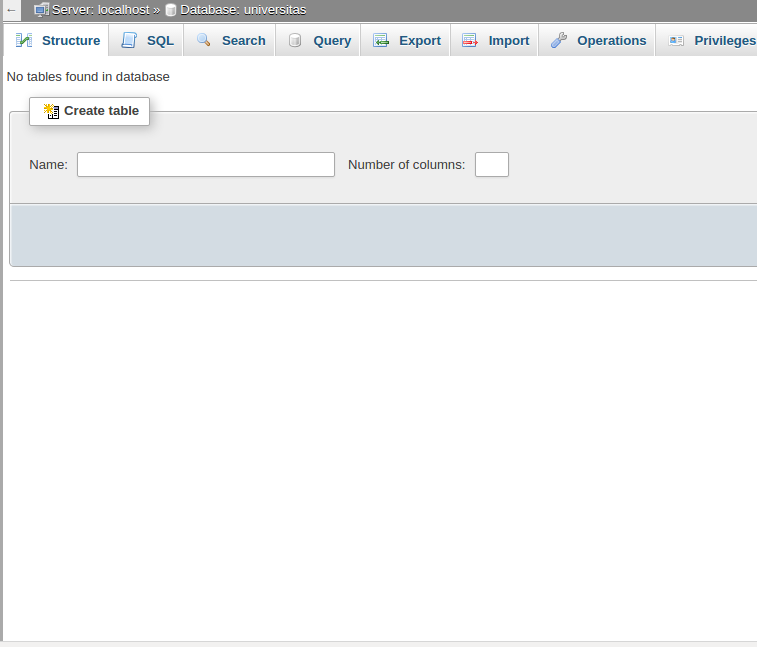 ← Server: localhost » Database: universitas
Structure SQL Search Query Export Import Operations Privileges
No tables found in database
Create table
Name: Number of columns: